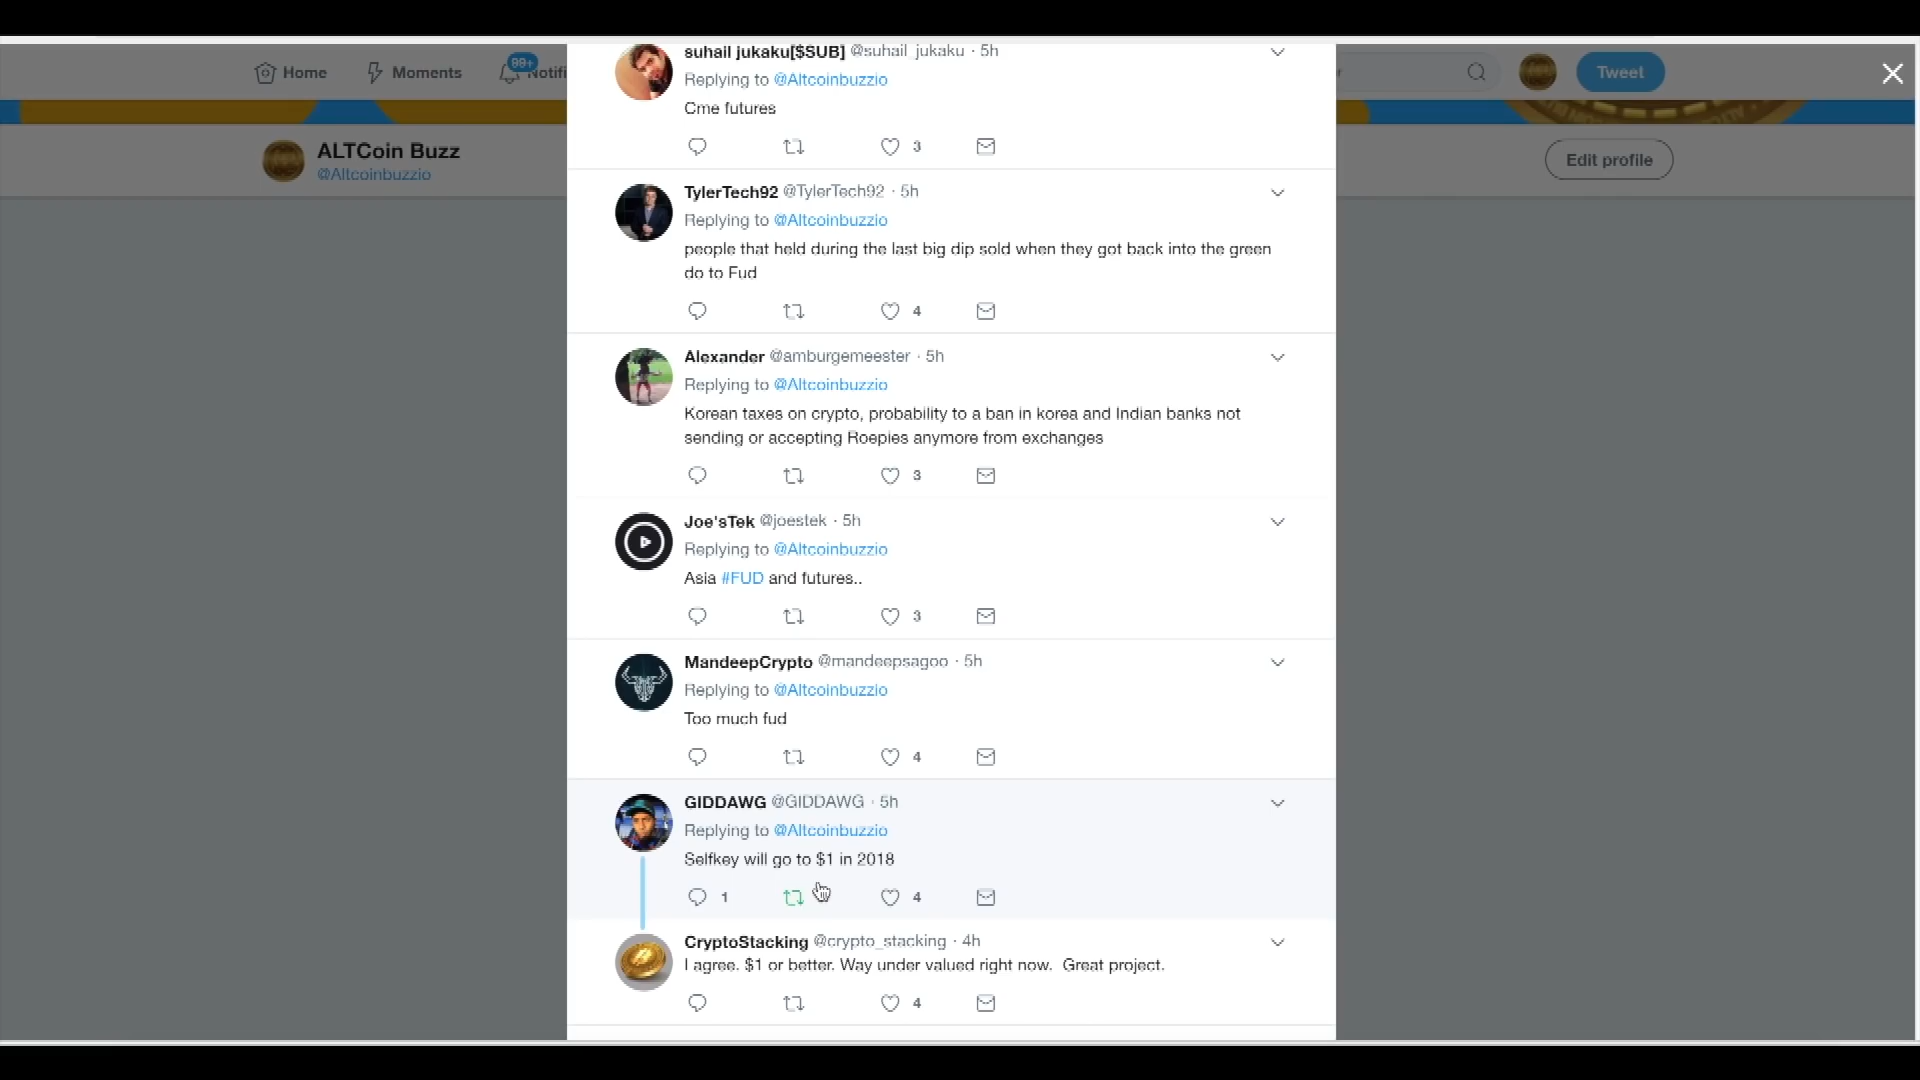 suhail jukaku[$SUB] @suhail_jukaku · 5h
Home
Moments
99+
Notifi
Tweet
Replying to @Altcoinbuzzio
Cme futures
3
ALTCoin Buzz
@Altcoinbuzzio
Edit profile
TylerTech92 @TylerTech92 · 5h
Replying to @Altcoinbuzzio
people that held during the last big dip sold when they got back into the green
do to Fud
4
Alexander @amburgemeester · 5h
Replying to @Altcoinbuzzio
Korean taxes on crypto, probability to a ban in korea and Indian banks not
sending or accepting Roepies anymore from exchanges
3
Joe'sTek @joestek · 5h
Replying to @Altcoinbuzzio
Asia #FUD and futures..
3
MandeepCrypto @mandeepsagoo · 5h
Replying to @Altcoinbuzzio
Too much fud
4
GIDDAWG @GIDDAWG · 5h
Replying to @Altcoinbuzzio
Selfkey will go to $1 in 2018
1 4
CryptoStacking @crypto_stacking · 4h
I agree. $1 or better. Way under valued right now. Great project.
4